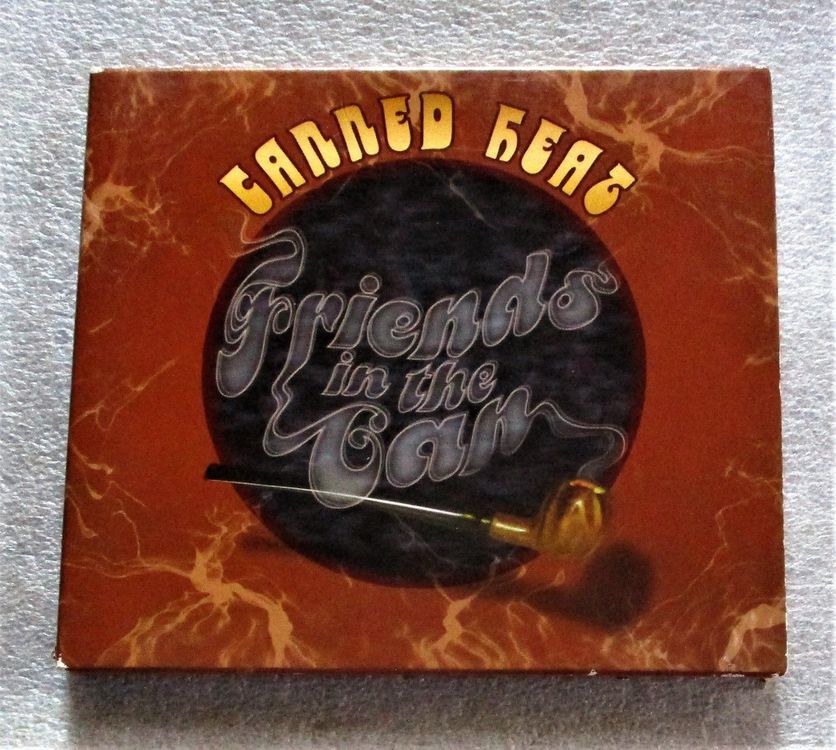 CANNED HEAT
Friends
in the
Can